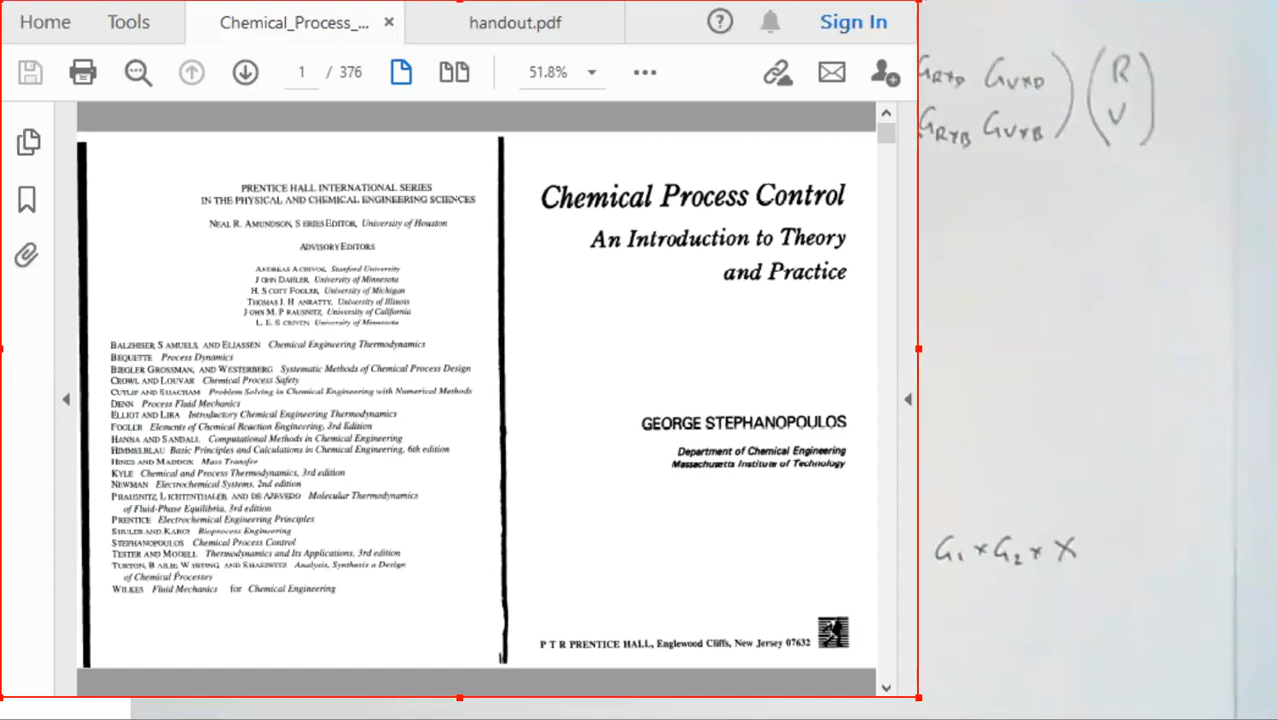 Home Tools Chemical_Process_... × handout.pdf Sign In
1 / 376 51.8%
PRENTICE HALL INTERNATIONAL SERIES
IN THE PHYSICAL AND CHEMICAL ENGINEERING SCIENCES
NEAL R. AMUNDSON, SERIES EDITOR, University of Houston
ADVISORY EDITORS
ANDREAS ACRIVOS, Stanford University
JOHN DAHLER, University of Minnesota
H. SCOTT FOGLER, University of Michigan
THOMAS J. HANRATTY, University of Illinois
JOHN M. PRAUSNITZ, University of California
L. E. SCRIVEN University of Minnesota
BALZHISER, SAMUELS, AND ELIASSEN Chemical Engineering Thermodynamics
BEQUETTE Process Dynamics
BIEGLER GROSSMAN, AND WESTERBERG Systematic Methods of Chemical Process Design
CROWL AND LOUVAR Chemical Process Safety
CUTLIP AND SHACHAM Problem Solving in Chemical Engineering with Numerical Methods
DENN Process Fluid Mechanics
ELLIOT AND LIRA Introductory Chemical Engineering Thermodynamics
FOGLER Elements of Chemical Reaction Engineering, 3rd Edition
HANNA AND SANDALL Computational Methods in Chemical Engineering
HIMMELBLAU Basic Principles and Calculations in Chemical Engineering, 6th edition
HINES AND MADDOX Mass Transfer
KYLE Chemical and Process Thermodynamics, 3rd edition
NEWMAN Electrochemical Systems, 2nd edition
PRAUSNITZ, LICHTENTHALER, AND DE AZEVEDO Molecular Thermodynamics
of Fluid-Phase Equilibria, 3rd edition
PRENTICE Electrochemical Engineering Principles
SHULER AND KARGI Bioprocess Engineering
STEPHANOPOULOS Chemical Process Control
TESTER AND MODELL Thermodynamics and Its Applications, 3rd edition
TURTON, BAILIE, WHITING AND SHAEIWITZ Analysis, Synthesis a Design
of Chemical Processes
WILKES Fluid Mechanics for Chemical Engineering
Chemical Process Control
An Introduction to Theory
and Practice
GEORGE STEPHANOPOULOS
Department of Chemical Engineering
Massachusetts Institute of Technology
P T R PRENTICE HALL, Englewood Cliffs, New Jersey 07632
R
V
G₁ * G₂ * X